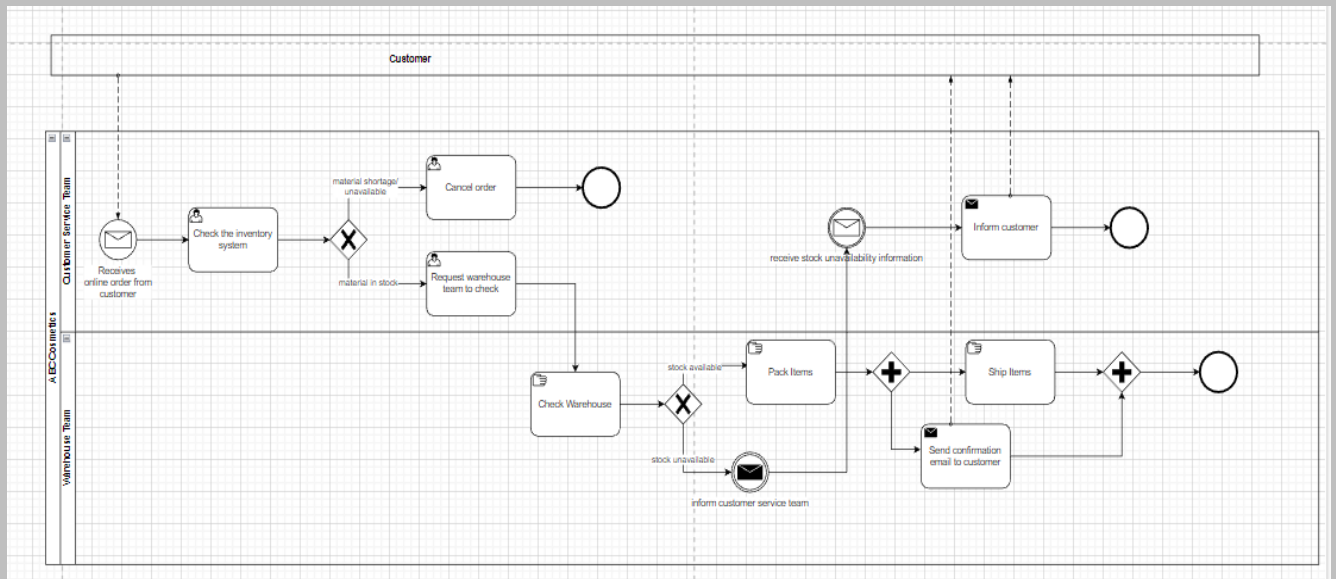 Customer
ABC Cosmetics
Customer Service Team
Receives
online order from
customer
Check the inventory
system
material shortage/
unavailable
Cancel order
material in stock
Request warehouse
team to check
receive stock unavailability information
Inform customer
Warehouse Team
Check Warehouse
stock available
Pack Items
stock unavailable
inform customer service team
Ship Items
Send confirmation
email to customer